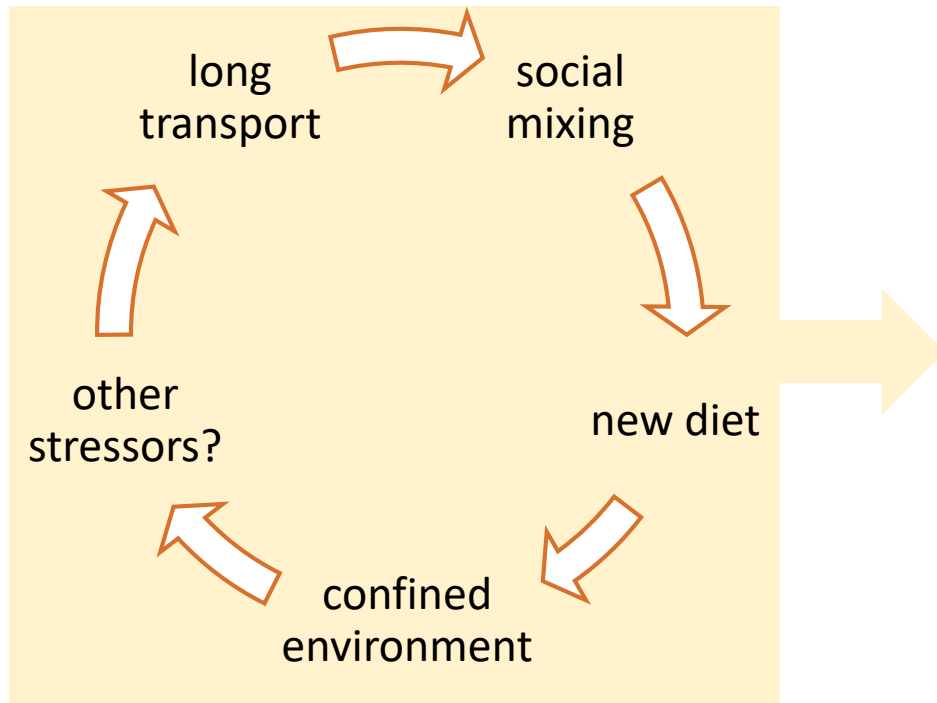 long
transport
social
mixing
new diet
confined
environment
other
stressors?